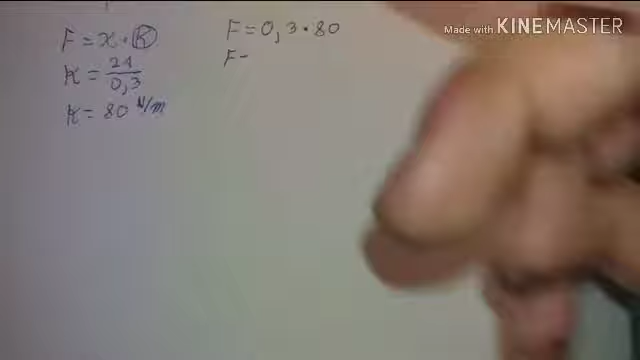 Made with KINEMASTER
F = x · K
K = 24/0,3
K = 80 N/m
F = 0,3 · 80
F =